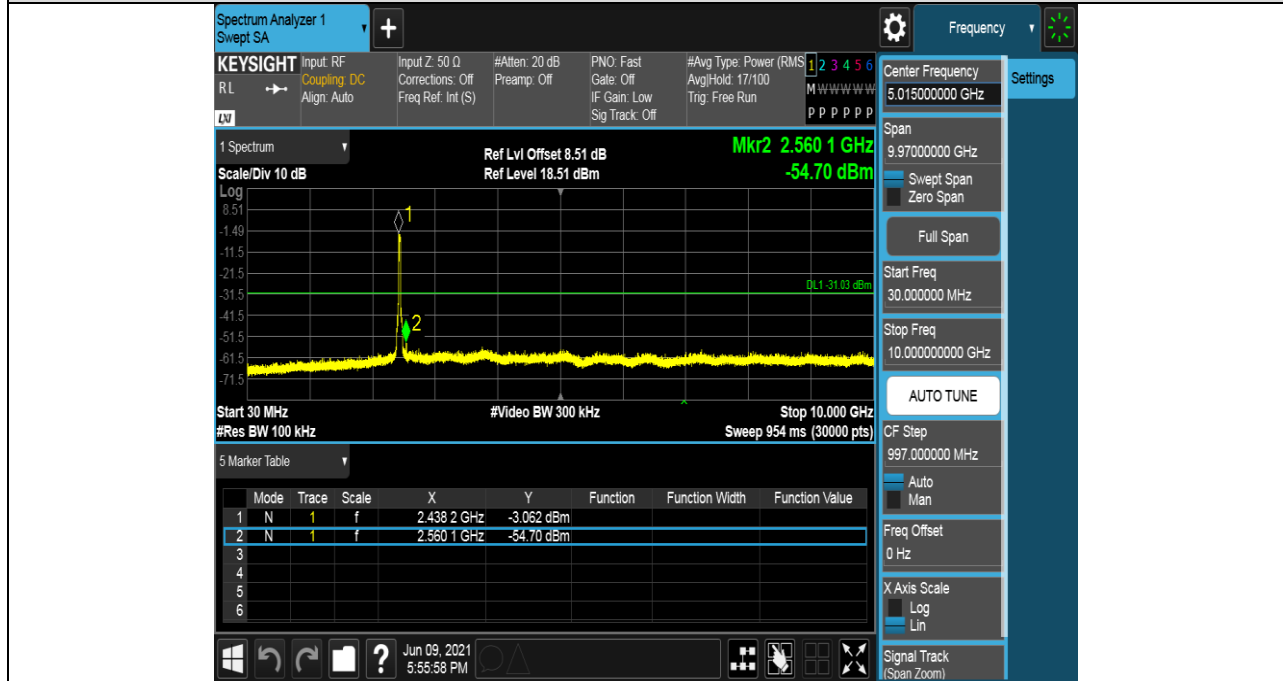 Spectrum Analyzer 1
Swept SA
Frequency
KEYSIGHT
RL
LXI
Input: RF
Coupling: DC
Align: Auto
Input Z: 50 Ω
Corrections: Off
Freq Ref: Int (S)
#Atten: 20 dB
Preamp: Off
PNO: Fast
Gate: Off
IF Gain: Low
Sig Track: Off
#Avg Type: Power (RMS
Avg|Hold: 17/100
Trig: Free Run
1 2 3 4 5 6
M W W W W W
P P P P P P
1 Spectrum
Scale/Div 10 dB
Ref Lvl Offset 8.51 dB
Ref Level 18.51 dBm
Mkr2 2.560 1 GHz
-54.70 dBm
Log
8.51
-1.49
-11.5
-21.5
-31.5
-41.5
-51.5
-61.5
-71.5
1
2
DL1 -31.03 dBm
Start 30 MHz
#Res BW 100 kHz
#Video BW 300 kHz
Stop 10.000 GHz
Sweep 954 ms (30000 pts)
5 Marker Table
Mode Trace Scale X Y Function Function Width Function Value
1 N 1 f 2.438 2 GHz -3.062 dBm
2 N 1 f 2.560 1 GHz -54.70 dBm
3
4
5
6
?
Jun 09, 2021
5:55:58 PM
Center Frequency
5.015000000 GHz
Span
9.97000000 GHz
Swept Span
Zero Span
Full Span
Start Freq
30.000000 MHz
Stop Freq
10.000000000 GHz
AUTO TUNE
CF Step
997.000000 MHz
Auto
Man
Freq Offset
0 Hz
X Axis Scale
Log
Lin
Signal Track
(Span Zoom)
Settings